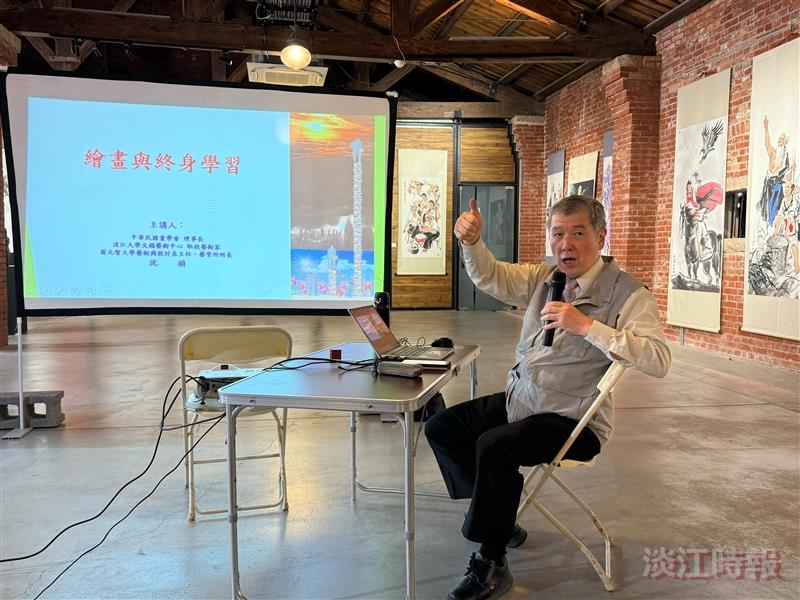 繪畫與終身學習
主講人：
中華民國畫學會 理事長
淡江大學文錙藝術中心 駐校藝術家
前元智大學藝術與設計系主任、藝管所所長
沈 禎
淡江時報